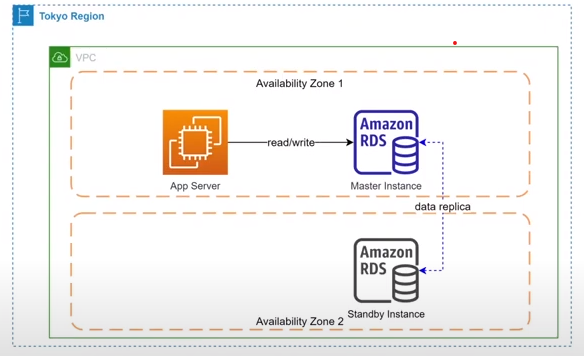 Tokyo Region
VPC
Availability Zone 1
Amazon
RDS
read/write
App Server
Master Instance
data replica
Amazon
RDS
Standby Instance
Availability Zone 2